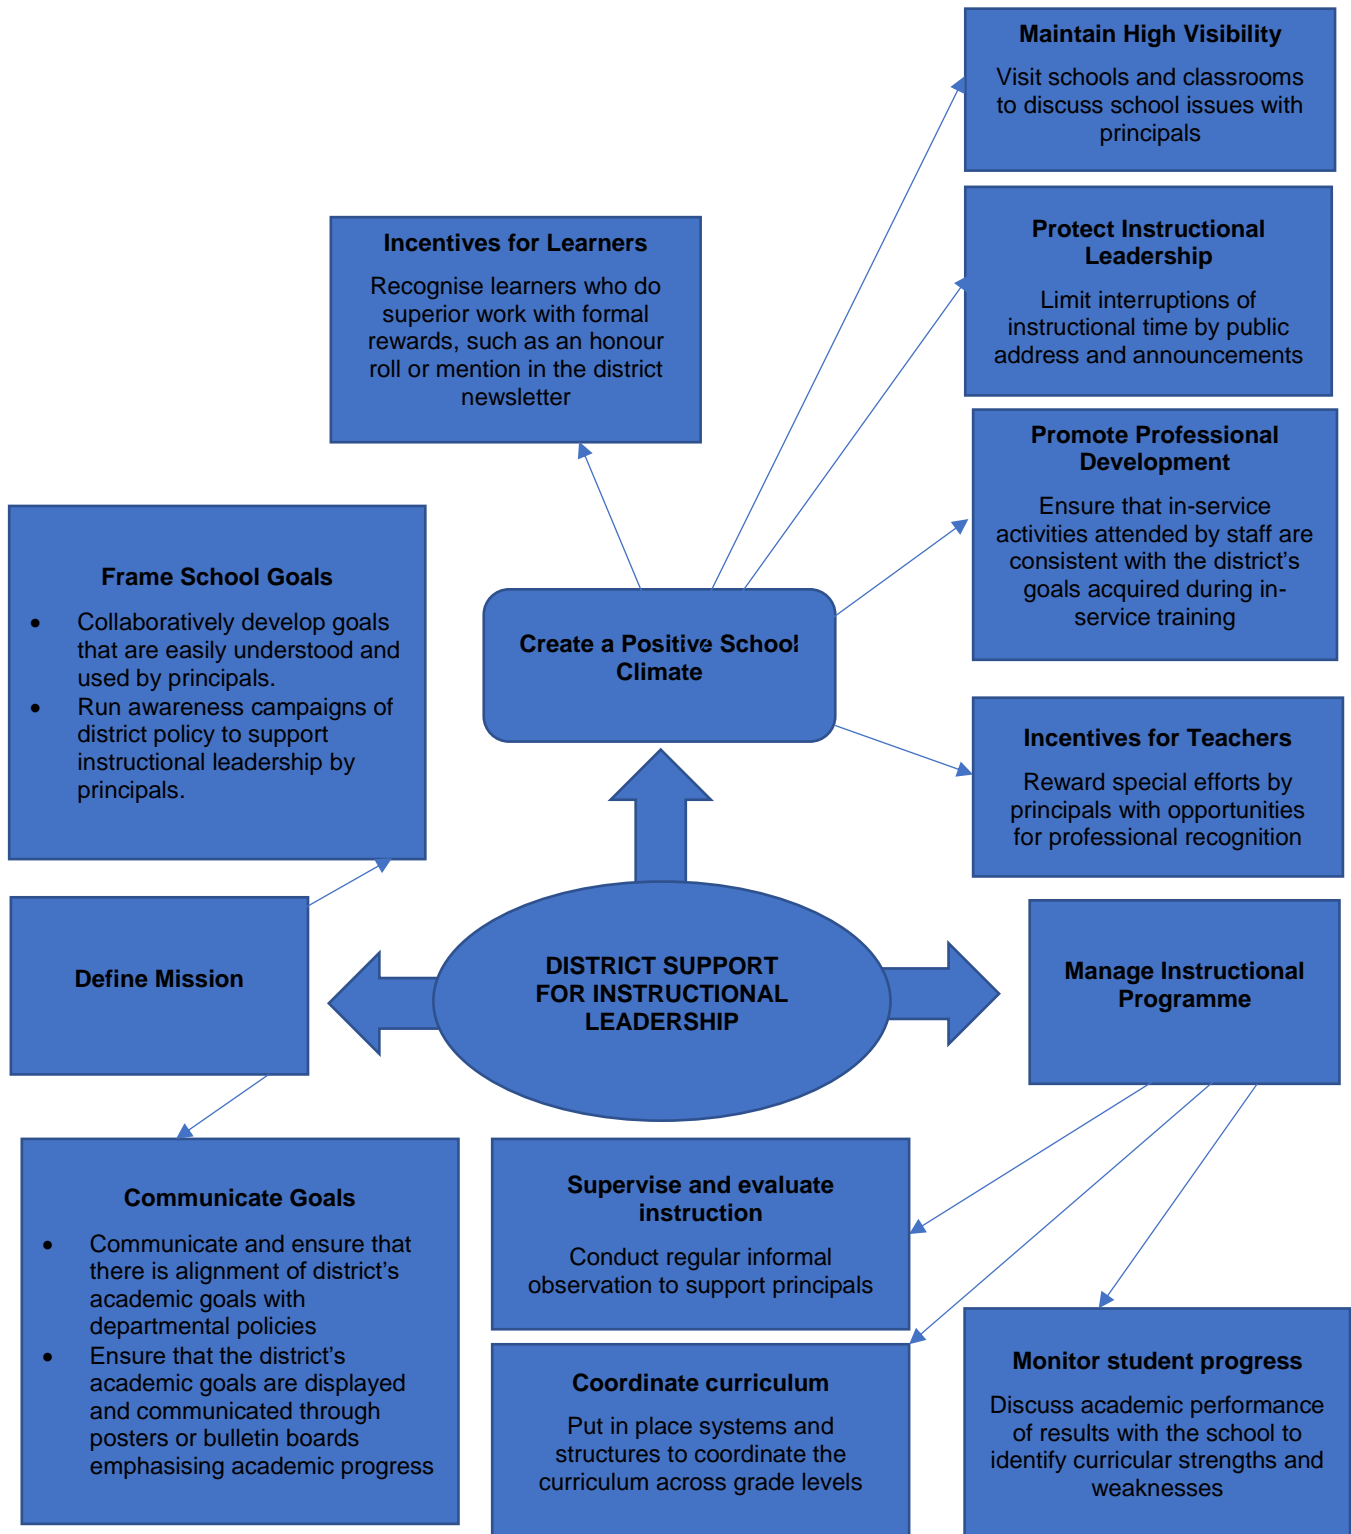 Maintain High Visibility
Visit schools and classrooms
to discuss school issues with
principals
Protect Instructional
Leadership
Limit interruptions of
instructional time by public
address and announcements
Incentives for Learners
Recognise learners who do
superior work with formal
rewards, such as an honour
roll or mention in the district
newsletter
Promote Professional
Development
Ensure that in-service
activities attended by staff are
consistent with the district’s
goals acquired during in-
service training
Frame School Goals
• Collaboratively develop goals
that are easily understood and
used by principals.
• Run awareness campaigns of
district policy to support
instructional leadership by
principals.
Create a Positive School
Climate
Incentives for Teachers
Reward special efforts by
principals with opportunities
for professional recognition
Define Mission
DISTRICT SUPPORT
FOR INSTRUCTIONAL
LEADERSHIP
Manage Instructional
Programme
Communicate Goals
• Communicate and ensure that
there is alignment of district’s
academic goals with
departmental policies
• Ensure that the district’s
academic goals are displayed
and communicated through
posters or bulletin boards
emphasising academic progress
Supervise and evaluate
instruction
Conduct regular informal
observation to support principals
Coordinate curriculum
Put in place systems and
structures to coordinate the
curriculum across grade levels
Monitor student progress
Discuss academic performance
of results with the school to
identify curricular strengths and
weaknesses